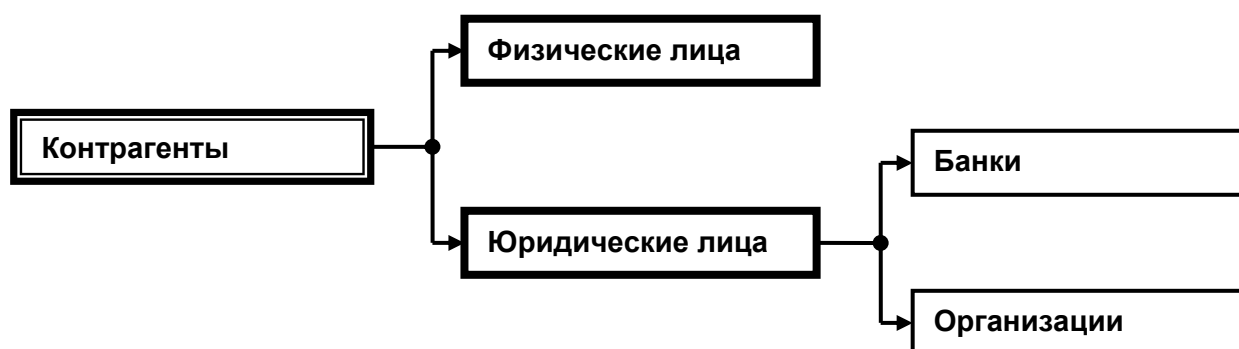 Физические лица
Контрагенты
Банки
Юридические лица
Организации